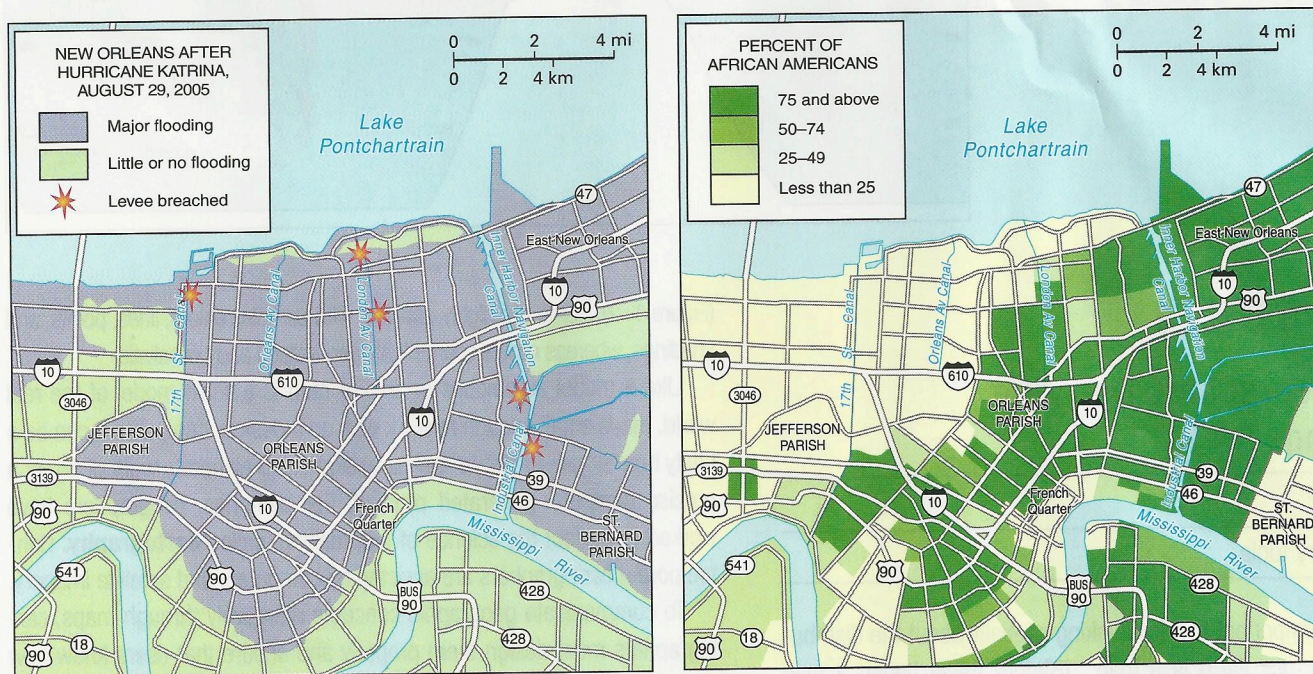 NEW ORLEANS AFTER
HURRICANE KATRINA,
AUGUST 29, 2005
Major flooding
Little or no flooding
Levee breached
0 2 4 mi
0 2 4 km
Lake
Pontchartrain
47
East New Orleans
Inner Harbor Navigation
Canal
10
90
17th St. Canal
Orleans Av Canal
London Av Canal
10
610
3046
10
JEFFERSON
PARISH
ORLEANS
PARISH
Industrial Canal
3139
39
46
90
10
French
Quarter
Mississippi
River
ST.
BERNARD
PARISH
541
90
BUS
90
428
428
18
90
PERCENT OF
AFRICAN AMERICANS
75 and above
50–74
25–49
Less than 25
0 2 4 mi
0 2 4 km
Lake
Pontchartrain
47
East New Orleans
Inner Harbor Navigation
Canal
10
90
17th St. Canal
Orleans Av Canal
London Av Canal
10
610
3046
ORLEANS
PARISH
10
JEFFERSON
PARISH
Industrial Canal
3139
39
46
90
10
French
Quarter
Mississippi
River
ST.
BERNARD
PARISH
541
90
BUS
90
428
428
18
90